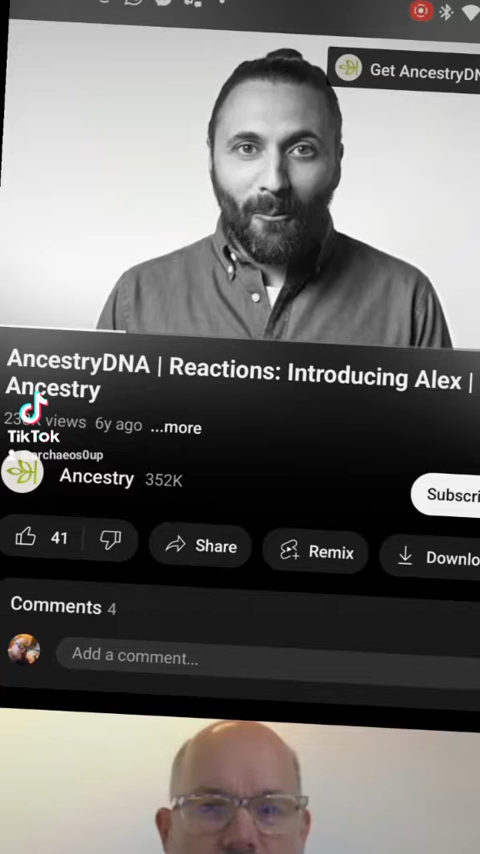 Get AncestryDN
AncestryDNA | Reactions: Introducing Alex |
Ancestry
views 6y ago ...more
TikTok
@archaeos0up
Ancestry 352K
Subscri
41
Share
Remix
Downlo
Comments 4
Add a comment...